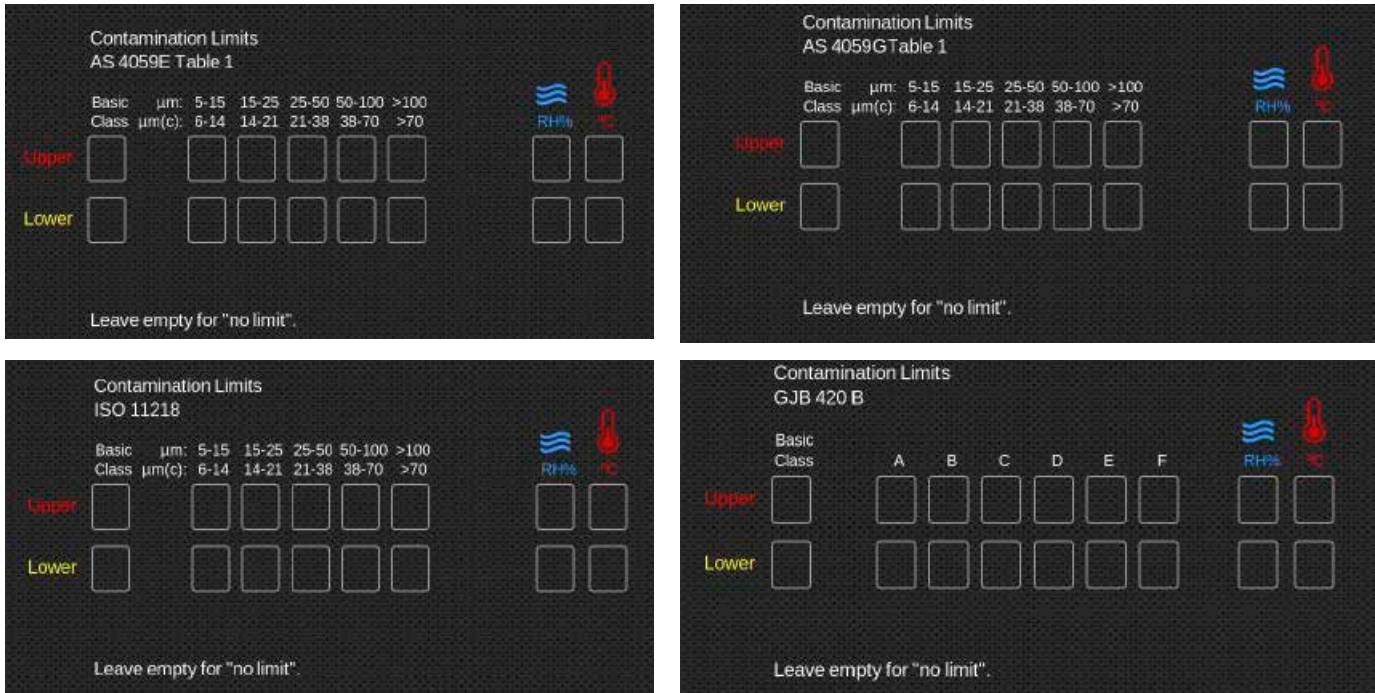 Contamination Limits
AS 4059E Table 1
Basic µm: 5-15 15-25 25-50 50-100 >100
Class µm(c): 6-14 14-21 21-38 38-70 >70
RH% °C
Upper
Lower
Leave empty for "no limit".
Contamination Limits
AS 4059GTable 1
Basic µm: 5-15 15-25 25-50 50-100 >100
Class µm(c): 6-14 14-21 21-38 38-70 >70
RH% °C
Upper
Lower
Leave empty for "no limit".
Contamination Limits
ISO 11218
Basic µm: 5-15 15-25 25-50 50-100 >100
Class µm(c): 6-14 14-21 21-38 38-70 >70
RH% °C
Upper
Lower
Leave empty for "no limit".
Contamination Limits
GJB 420 B
Basic
Class A B C D E F
RH% °C
Upper
Lower
Leave empty for "no limit".